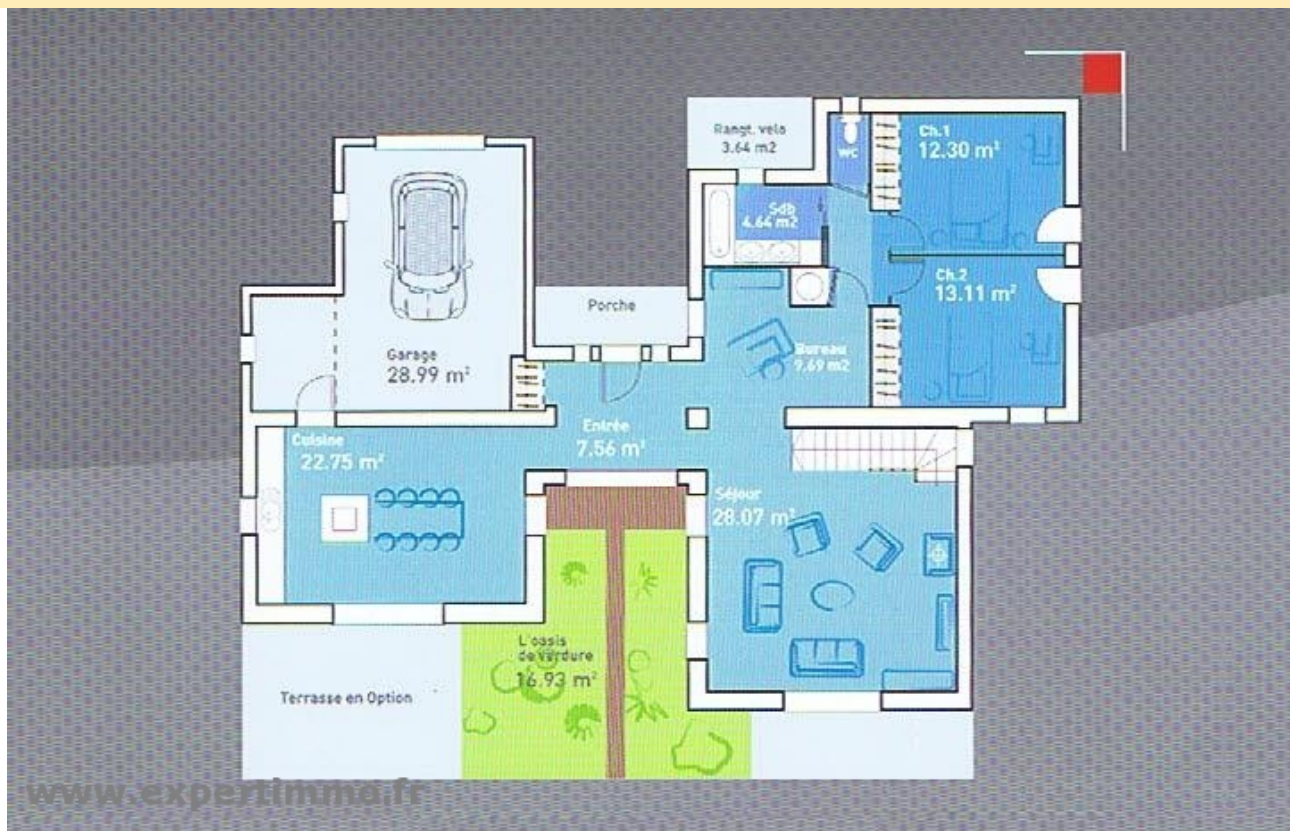 Rangt. velo
3.64 m2
wc
Ch.1
12.30 m²
Sdb
4.64 m2
Ch.2
13.11 m²
Porche
Garage
28.99 m²
Bureau
9.69 m2
Entrée
7.56 m²
Cuisine
22.75 m²
Séjour
28.07 m²
L'oasis
de verdure
16.93 m²
Terrasse en Option
www.expertimmo.fr